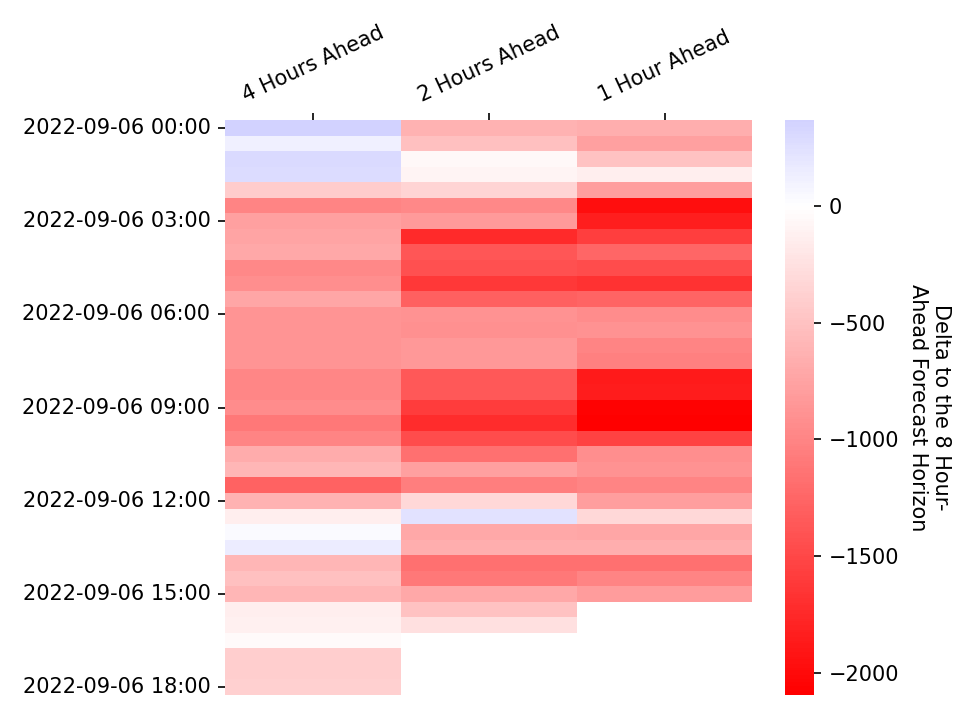 4 Hours Ahead
2 Hours Ahead
1 Hour Ahead
2022-09-06 00:00
2022-09-06 03:00
2022-09-06 06:00
2022-09-06 09:00
2022-09-06 12:00
2022-09-06 15:00
2022-09-06 18:00
0
−500
−1000
−1500
−2000
Delta to the 8 Hour-
Ahead Forecast Horizon